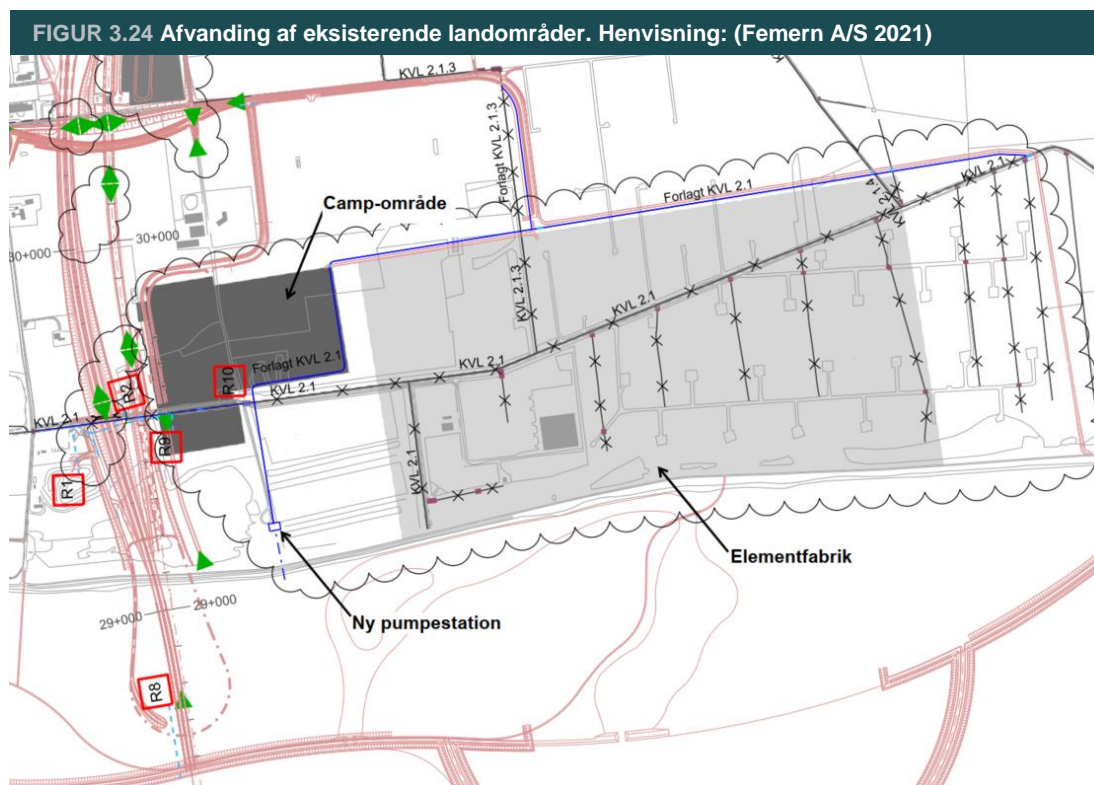 FIGUR 3.24 Afvanding af eksisterende landområder. Henvisning: (Femern A/S 2021)
KVL 2.1.3
K
Forlagt KVL 2.1.3
KVL 2.1
Forlagt KVL 2.1
KVL 2.1.4
Camp-område
30+000
30+000
KVL 2.1.3
KVL 2.1
Forlagt KVL 2.1
KVL 2.1
R10
KVL 2.1
R2
KVL 2.1
R9
KVL 2.1
R1
Elementfabrik
Ny pumpestation
29+000
29+000
R8